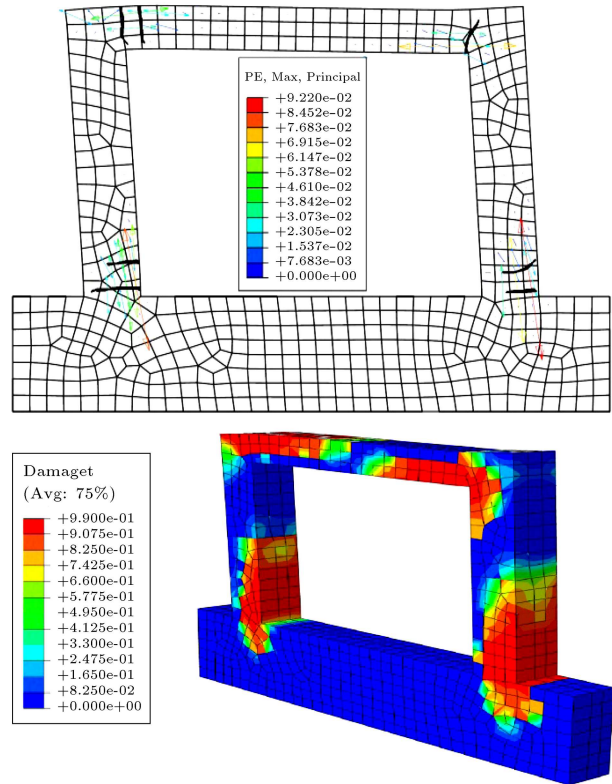 PE, Max, Principal
+9.220e-02
+8.452e-02
+7.683e-02
+6.915e-02
+6.147e-02
+5.378e-02
+4.610e-02
+3.842e-02
+3.073e-02
+2.305e-02
+1.537e-02
+7.683e-03
+0.000e+00
Damaget
(Avg: 75%)
+9.900e-01
+9.075e-01
+8.250e-01
+7.425e-01
+6.600e-01
+5.775e-01
+4.950e-01
+4.125e-01
+3.300e-01
+2.475e-01
+1.650e-01
+8.250e-02
+0.000e+00